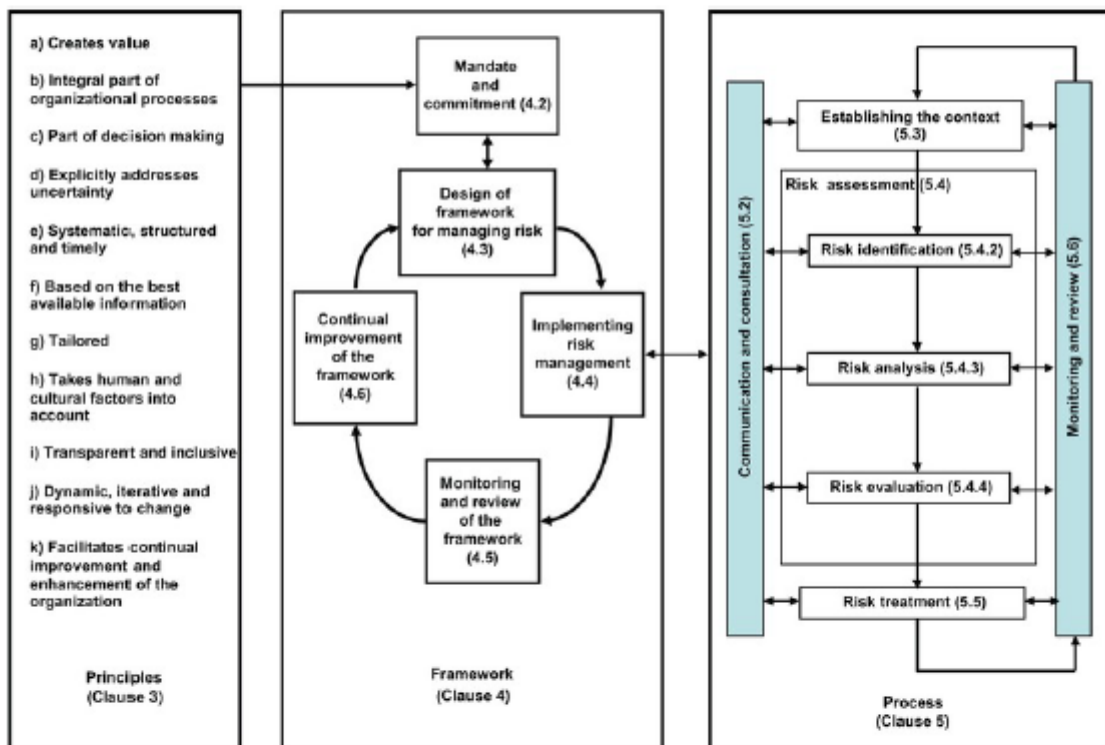 a) Creates value
b) Integral part of
organizational processes
c) Part of decision making
d) Explicitly addresses
uncertainty
e) Systematic, structured
and timely
f) Based on the best
available information
g) Tailored
h) Takes human and
cultural factors into
account
i) Transparent and inclusive
j) Dynamic, iterative and
responsive to change
k) Facilitates continual
improvement and
enhancement of the
organization
Principles
(Clause 3)
Mandate
and
commitment (4.2)
Design of
framework
for managing risk
(4.3)
Continual
improvement
of the
framework
(4.6)
Implementing
risk
management
(4.4)
Monitoring
and review
of the
framework
(4.5)
Framework
(Clause 4)
Communication and consultation (5.2)
Establishing the context
(5.3)
Risk assessment (5.4)
Risk identification (5.4.2)
Risk analysis (5.4.3)
Risk evaluation (5.4.4)
Risk treatment (5.5)
Monitoring and review (5.6)
Process
(Clause 5)